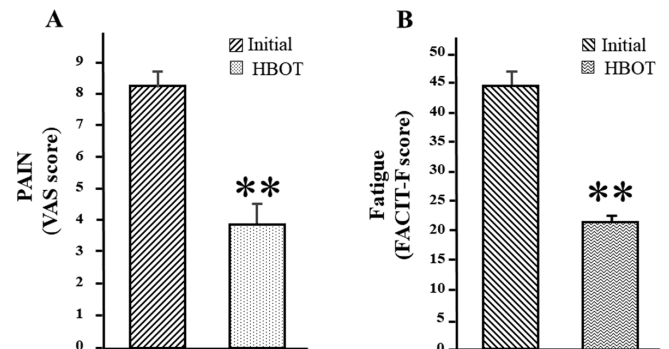 A
Initial
HBOT
PAIN
(VAS score)
9
8
7
6
5
4
3
2
1
0
**
B
Initial
HBOT
Fatigue
(FACIT-F score)
50
45
40
35
30
25
20
15
10
5
0
**